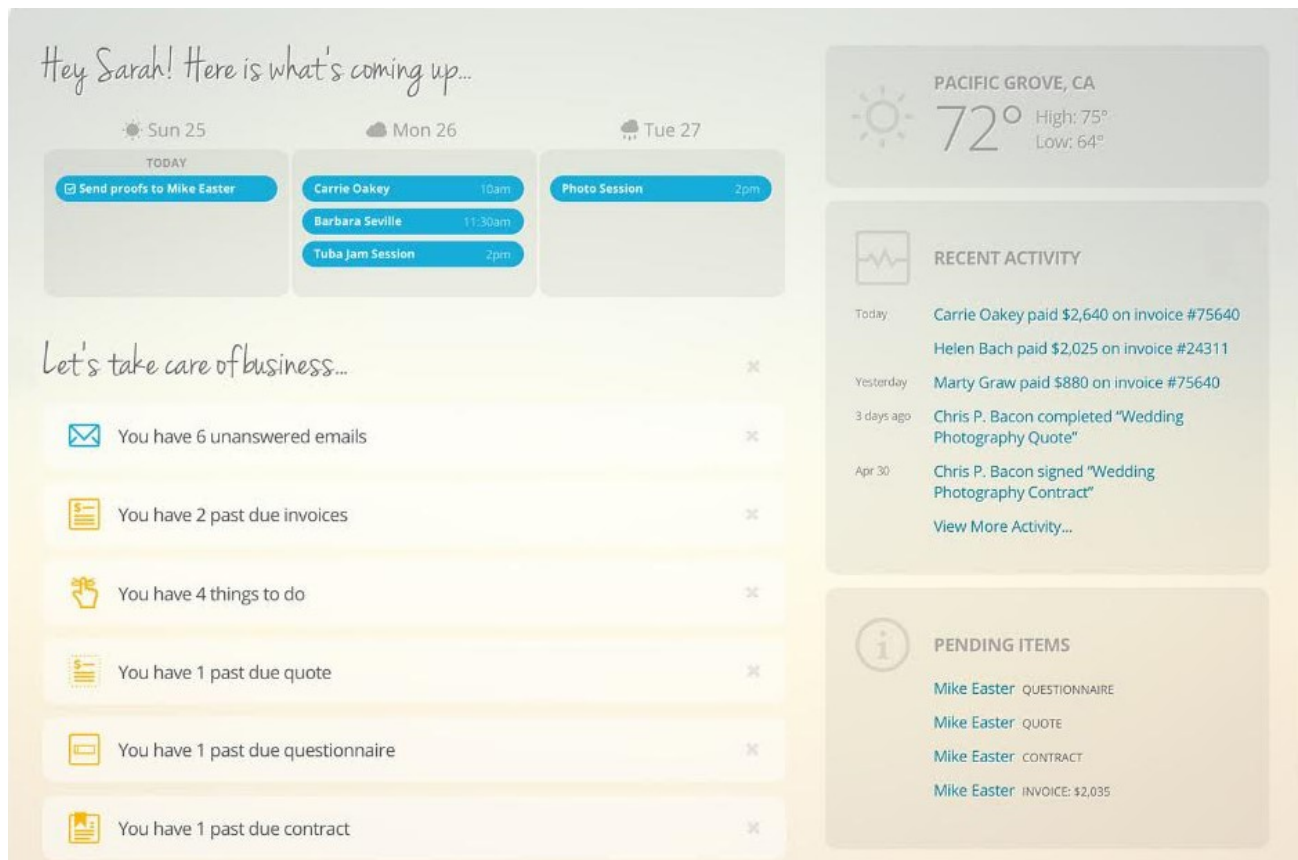 Hey Sarah! Here is what's coming up...
Sun 25
Mon 26
Tue 27
TODAY
Send proofs to Mike Easter
Carrie Oakey 10am
Barbara Seville 11:30am
Tuba Jam Session 2pm
Photo Session 2pm
Let's take care of business...
You have 6 unanswered emails
You have 2 past due invoices
You have 4 things to do
You have 1 past due quote
You have 1 past due questionnaire
You have 1 past due contract
PACIFIC GROVE, CA
72° High: 75°
Low: 64°
RECENT ACTIVITY
Today Carrie Oakey paid $2,640 on invoice #75640
Helen Bach paid $2,025 on invoice #24311
Yesterday Marty Graw paid $880 on invoice #75640
3 days ago Chris P. Bacon completed "Wedding
Photography Quote"
Apr 30 Chris P. Bacon signed "Wedding
Photography Contract"
View More Activity...
PENDING ITEMS
Mike Easter QUESTIONNAIRE
Mike Easter QUOTE
Mike Easter CONTRACT
Mike Easter INVOICE: $2,035